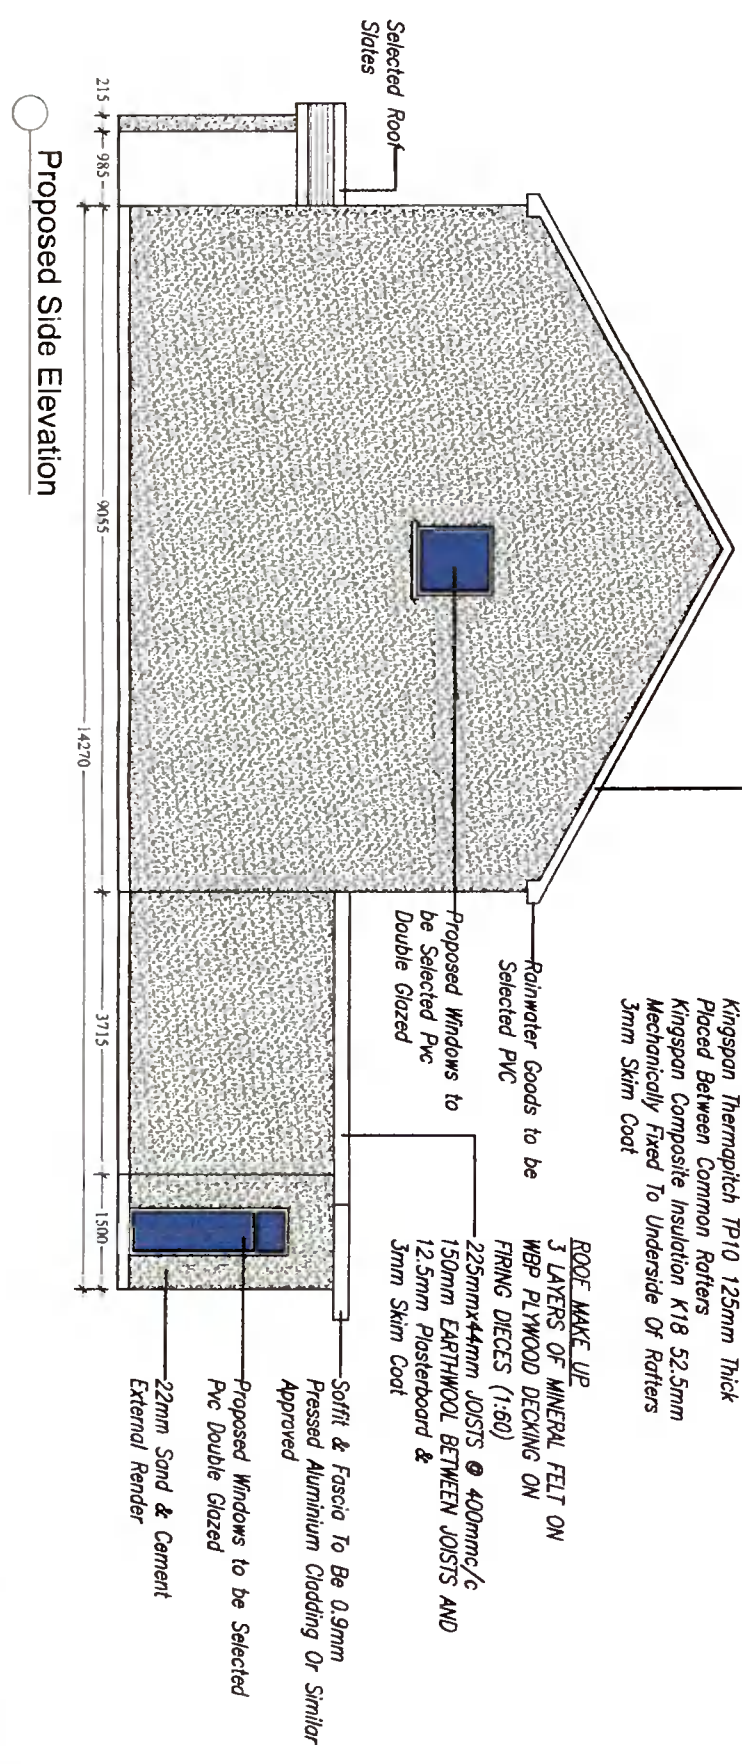 Kingspan Thermapitch TP10 125mm Thick
Placed Between Common Rafters
Kingspan Composite Insulation K18 52.5mm
Mechanically Fixed To Underside Of Rafters
3mm Skim Coat
Rainwater Goods to be
Selected PVC
Proposed Windows to
be Selected Pvc
Double Glazed
Selected Roof
Slates
ROOF MAKE UP
3 LAYERS OF MINERAL FELT ON
WBP PLYWOOD DECKING ON
FIRING DIECES (1:60)
225mmx44mm JOISTS @ 400mmc/c
150mm EARTHWOOL BETWEEN JOISTS AND
12.5mm Plasterboard &
3mm Skim Coat
Soffit & Fascia To Be 0.9mm
Pressed Aluminium Cladding Or Similar
Approved
Proposed Windows to be Selected
Pvc Double Glazed
22mm Sand & Cement
External Render
215
985
9055
3715
1500
14270
Proposed Side Elevation